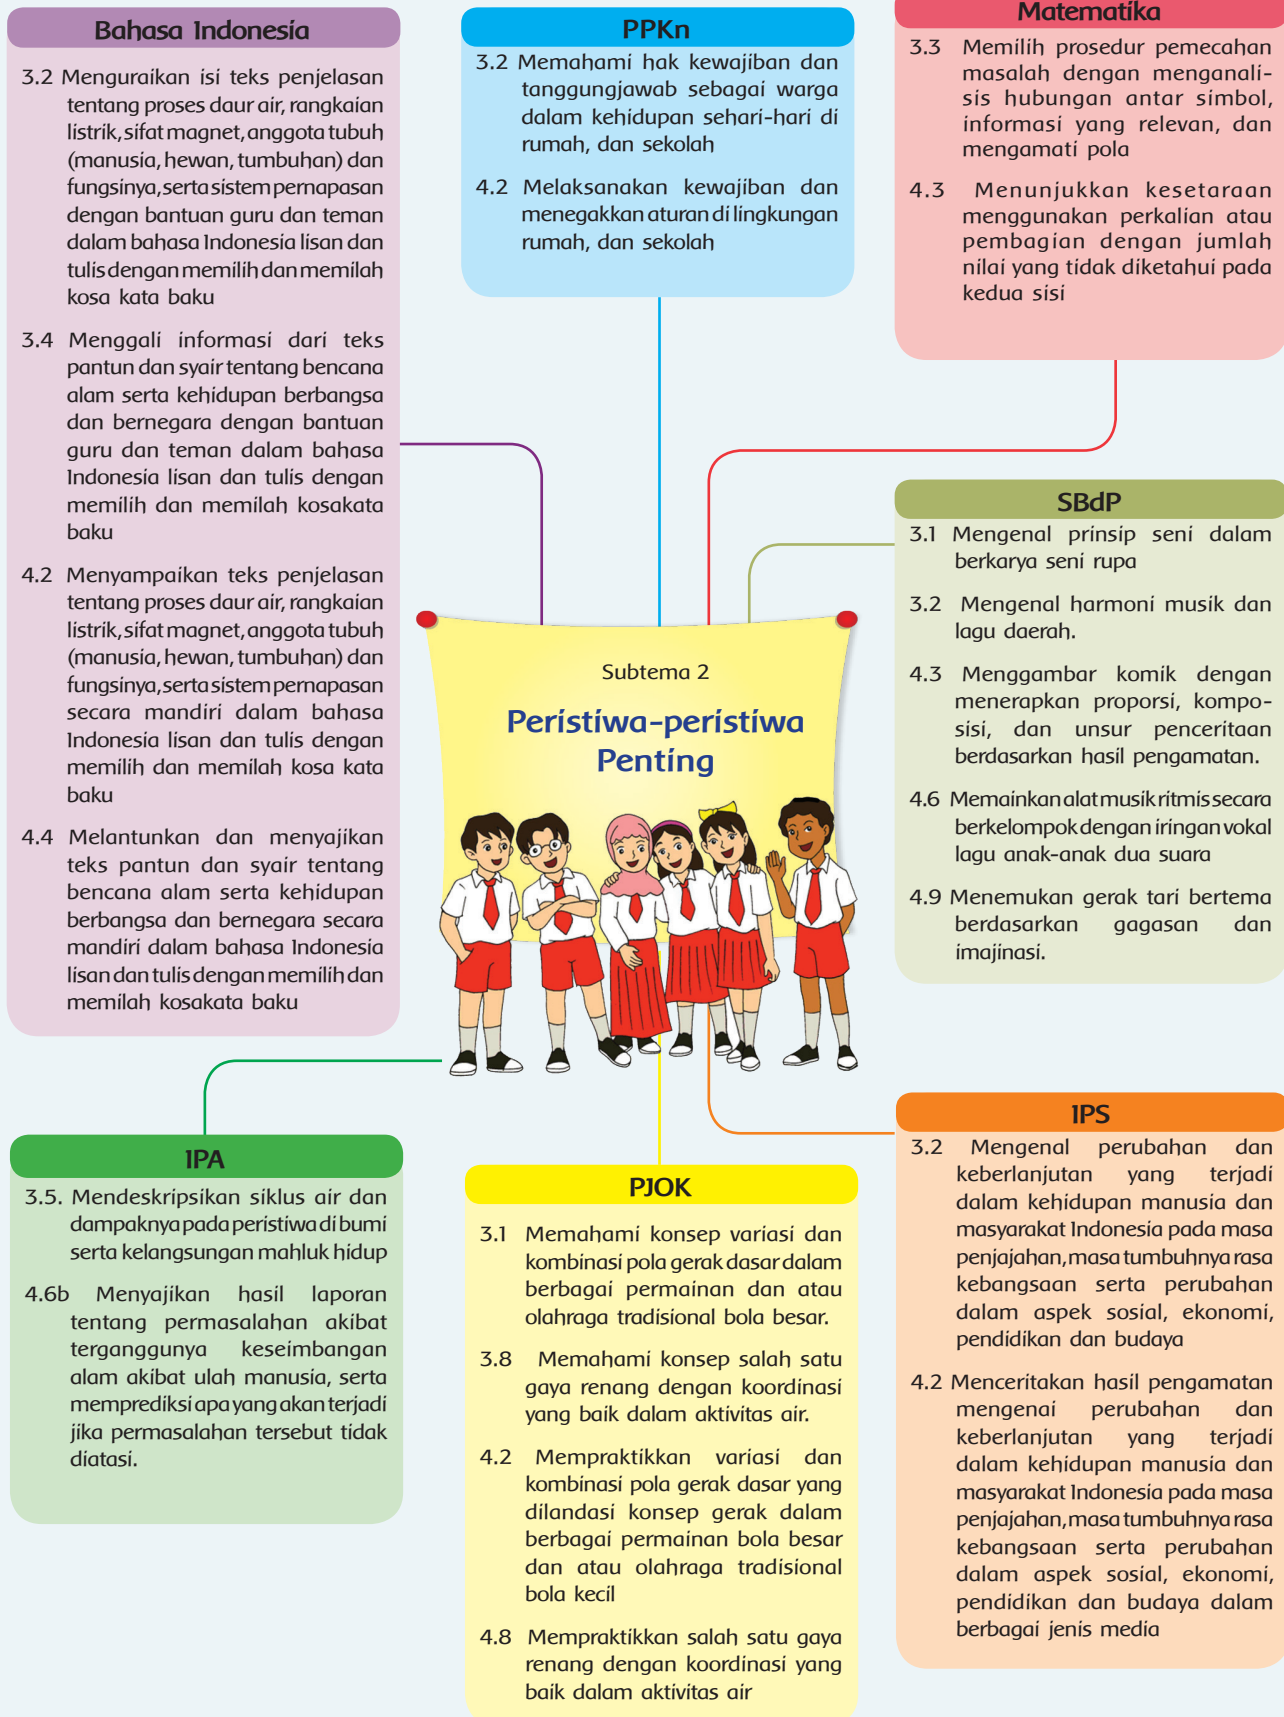 Bahasa Indonesia
3.2 Menguraikan isi teks penjelasan
tentang proses daur air, rangkaian
listrik, sifat magnet, anggota tubuh
(manusia, hewan, tumbuhan) dan
fungsinya, serta sistem pernapasan
dengan bantuan guru dan teman
dalam bahasa Indonesia lisan dan
tulis dengan memilih dan memilah
kosa kata baku
3.4 Menggali informasi dari teks
pantun dan syair tentang bencana
alam serta kehidupan berbangsa
dan bernegara dengan bantuan
guru dan teman dalam bahasa
Indonesia lisan dan tulis dengan
memilih dan memilah kosakata
baku
4.2 Menyampaikan teks penjelasan
tentang proses daur air, rangkaian
listrik, sifat magnet, anggota tubuh
(manusia, hewan, tumbuhan) dan
fungsinya, serta sistem pernapasan
secara mandiri dalam bahasa
Indonesia lisan dan tulis dengan
memilih dan memilah kosa kata
baku
4.4 Melantunkan dan menyajikan
teks pantun dan syair tentang
bencana alam serta kehidupan
berbangsa dan bernegara secara
mandiri dalam bahasa Indonesia
lisan dan tulis dengan memilih dan
memilah kosakata baku
PPKn
3.2 Memahami hak kewajiban dan
tanggungjawab sebagai warga
dalam kehidupan sehari-hari di
rumah, dan sekolah
4.2 Melaksanakan kewajiban dan
menegakkan aturan di lingkungan
rumah, dan sekolah
Matematika
3.3 Memilih prosedur pemecahan
masalah dengan menganali-
sis hubungan antar simbol,
informasi yang relevan, dan
mengamati pola
4.3 Menunjukkan kesetaraan
menggunakan perkalian atau
pembagian dengan jumlah
nilai yang tidak diketahui pada
kedua sisi
SBdP
3.1 Mengenal prinsip seni dalam
berkarya seni rupa
3.2 Mengenal harmoni musik dan
lagu daerah.
4.3 Menggambar komik dengan
menerapkan proporsi, kompo-
sisi, dan unsur penceritaan
berdasarkan hasil pengamatan.
4.6 Memainkan alat musik ritmis secara
berkelompok dengan iringan vokal
lagu anak-anak dua suara
4.9 Menemukan gerak tari bertema
berdasarkan gagasan dan
imajinasi.
Subtema 2
Peristiwa-peristiwa
Penting
IPA
3.5. Mendeskripsikan siklus air dan
dampaknya pada peristiwa di bumi
serta kelangsungan mahluk hidup
4.6b Menyajikan hasil laporan
tentang permasalahan akibat
terganggunya keseimbangan
alam akibat ulah manusia, serta
memprediksi apa yang akan terjadi
jika permasalahan tersebut tidak
diatasi.
PJOK
3.1 Memahami konsep variasi dan
kombinasi pola gerak dasar dalam
berbagai permainan dan atau
olahraga tradisional bola besar.
3.8 Memahami konsep salah satu
gaya renang dengan koordinasi
yang baik dalam aktivitas air.
4.2 Mempraktikkan variasi dan
kombinasi pola gerak dasar yang
dilandasi konsep gerak dalam
berbagai permainan bola besar
dan atau olahraga tradisional
bola kecil
4.8 Mempraktikkan salah satu gaya
renang dengan koordinasi yang
baik dalam aktivitas air
IPS
3.2 Mengenal perubahan dan
keberlanjutan yang terjadi
dalam kehidupan manusia dan
masyarakat Indonesia pada masa
penjajahan, masa tumbuhnya rasa
kebangsaan serta perubahan
dalam aspek sosial, ekonomi,
pendidikan dan budaya
4.2 Menceritakan hasil pengamatan
mengenai perubahan dan
keberlanjutan yang terjadi
dalam kehidupan manusia dan
masyarakat Indonesia pada masa
penjajahan, masa tumbuhnya rasa
kebangsaan serta perubahan
dalam aspek sosial, ekonomi,
pendidikan dan budaya dalam
berbagai jenis media